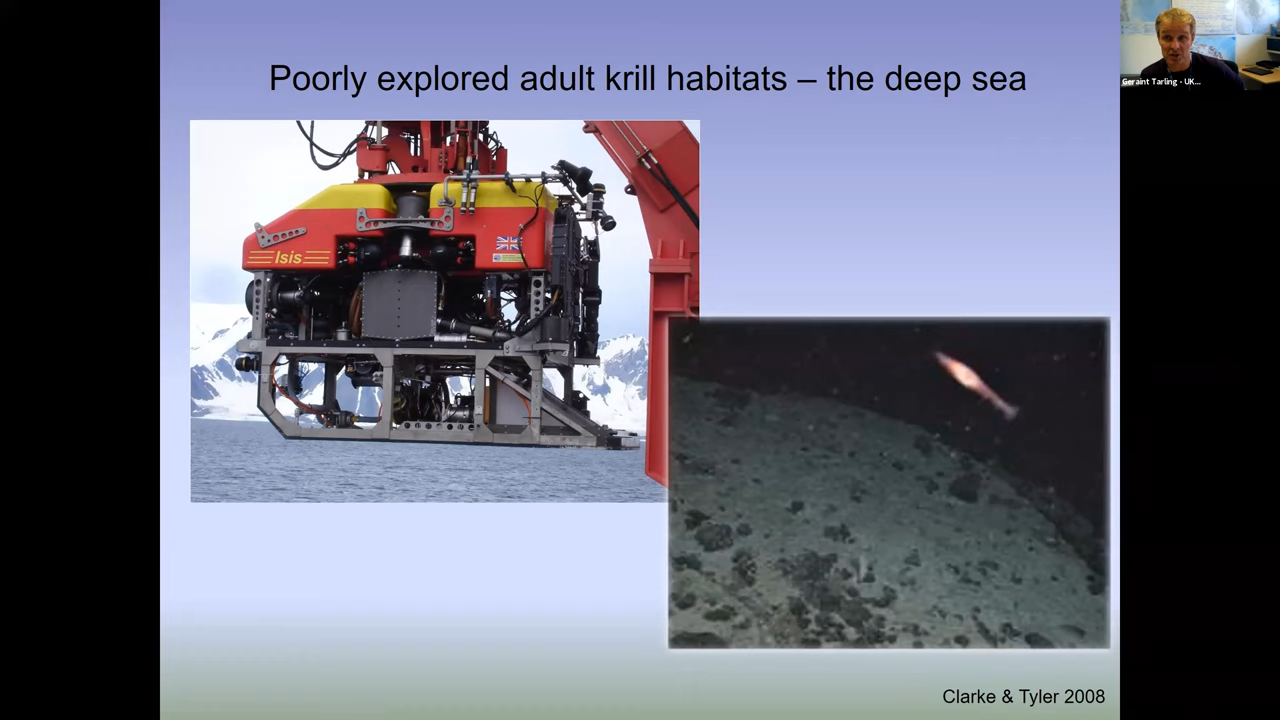 Poorly explored adult krill habitats – the deep sea
Geraint Tarling - UK...
Isis
Clarke & Tyler 2008